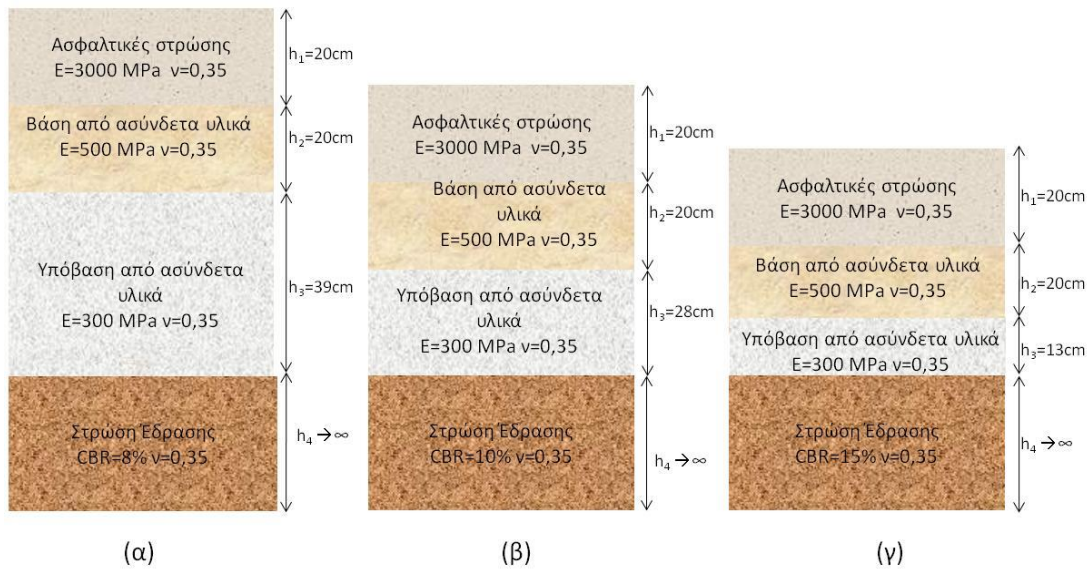 Ασφαλτικές στρώσης
E=3000 MPa ν=0,35
h1=20cm
Βάση από ασύνδετα υλικά
E=500 MPa ν=0,35
h2=20cm
Υπόβαση από ασύνδετα
υλικά
E=300 MPa ν=0,35
h3=39cm
Στρωση Έδρασης
CBR=8% ν=0,35
h4 → ∞
(α)
Ασφαλτικές στρώσης
E=3000 MPa ν=0,35
h1=20cm
Βάση από ασύνδετα
υλικά
E=500 MPa ν=0,35
h2=20cm
Υπόβαση από ασύνδετα
υλικά
E=300 MPa ν=0,35
h3=28cm
Στρωση Έδρασης
CBR=10% ν=0,35
h4 → ∞
(β)
Ασφαλτικές στρώσης
E=3000 MPa ν=0,35
h1=20cm
Βάση από ασύνδετα υλικά
E=500 MPa ν=0,35
h2=20cm
Υπόβαση από ασύνδετα υλικά
E=300 MPa ν=0,35
h3=13cm
Στρωση Έδρασης
CBR=15% ν=0,35
h4 → ∞
(γ)